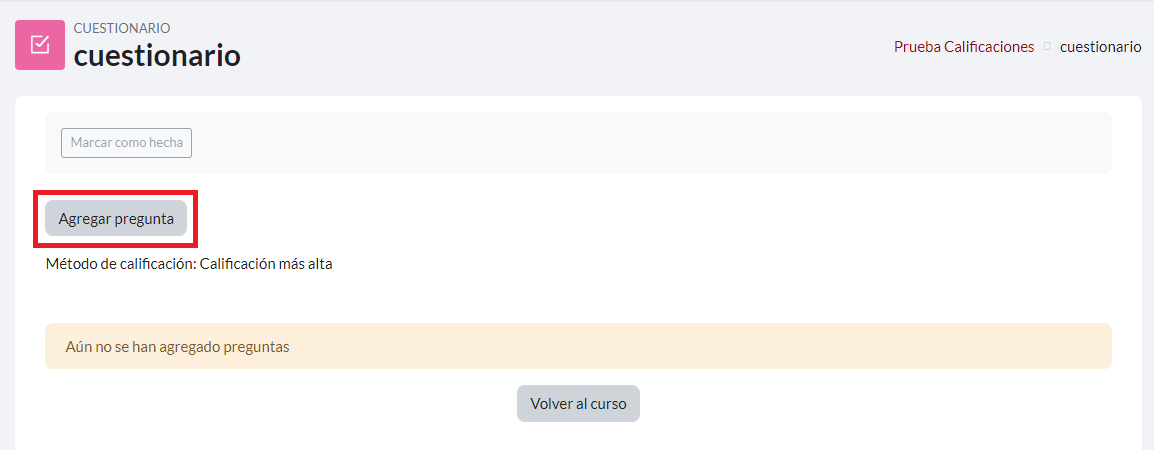 CUESTIONARIO
cuestionario
Prueba Calificaciones cuestionario
Marcar como hecha
Agregar pregunta
Método de calificación: Calificación más alta
Aún no se han agregado preguntas
Volver al curso